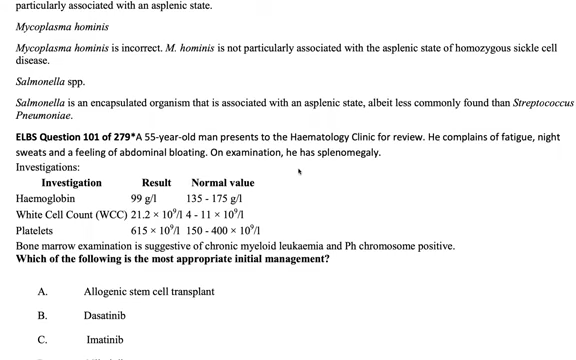 particularly associated with an asplenic state.
Mycoplasma hominis
Mycoplasma hominis is incorrect. M. hominis is not particularly associated with the asplenic state of homozygous sickle cell
disease.
Salmonella spp.
Salmonella is an encapsulated organism that is associated with an asplenic state, albeit less commonly found than Streptococcus
Pneumoniae.
ELBS Question 101 of 279*A 55-year-old man presents to the Haematology Clinic for review. He complains of fatigue, night
sweats and a feeling of abdominal bloating. On examination, he has splenomegaly.
Investigations:
Investigation Result Normal value
Haemoglobin 99 g/l 135 - 175 g/l
White Cell Count (WCC) 21.2 × 10⁹/l 4 - 11 × 10⁹/l
Platelets 615 × 10⁹/l 150 - 400 × 10⁹/l
Bone marrow examination is suggestive of chronic myeloid leukaemia and Ph chromosome positive.
Which of the following is the most appropriate initial management?
A. Allogenic stem cell transplant
B. Dasatinib
C. Imatinib